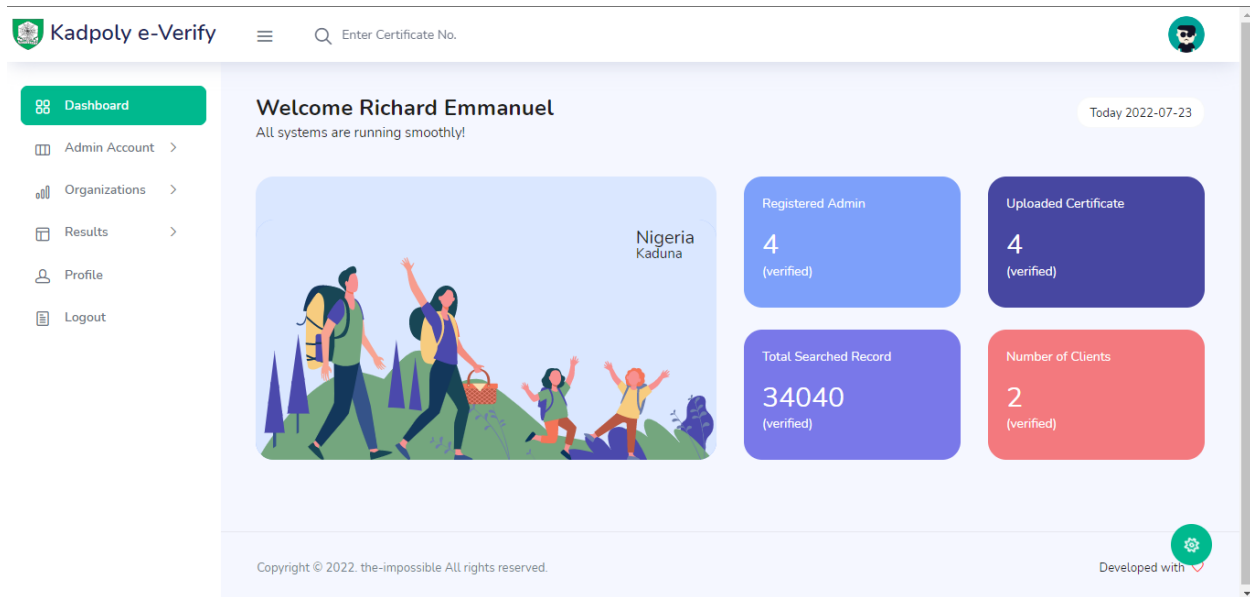 Kadpoly e-Verify
Enter Certificate No.
Dashboard
Admin Account
Organizations
Results
Profile
Logout
Welcome Richard Emmanuel
All systems are running smoothly!
Today 2022-07-23
Nigeria
Kaduna
Registered Admin
4
(verified)
Uploaded Certificate
4
(verified)
Total Searched Record
34040
(verified)
Number of Clients
2
(verified)
Copyright © 2022. the-impossible All rights reserved.
Developed with